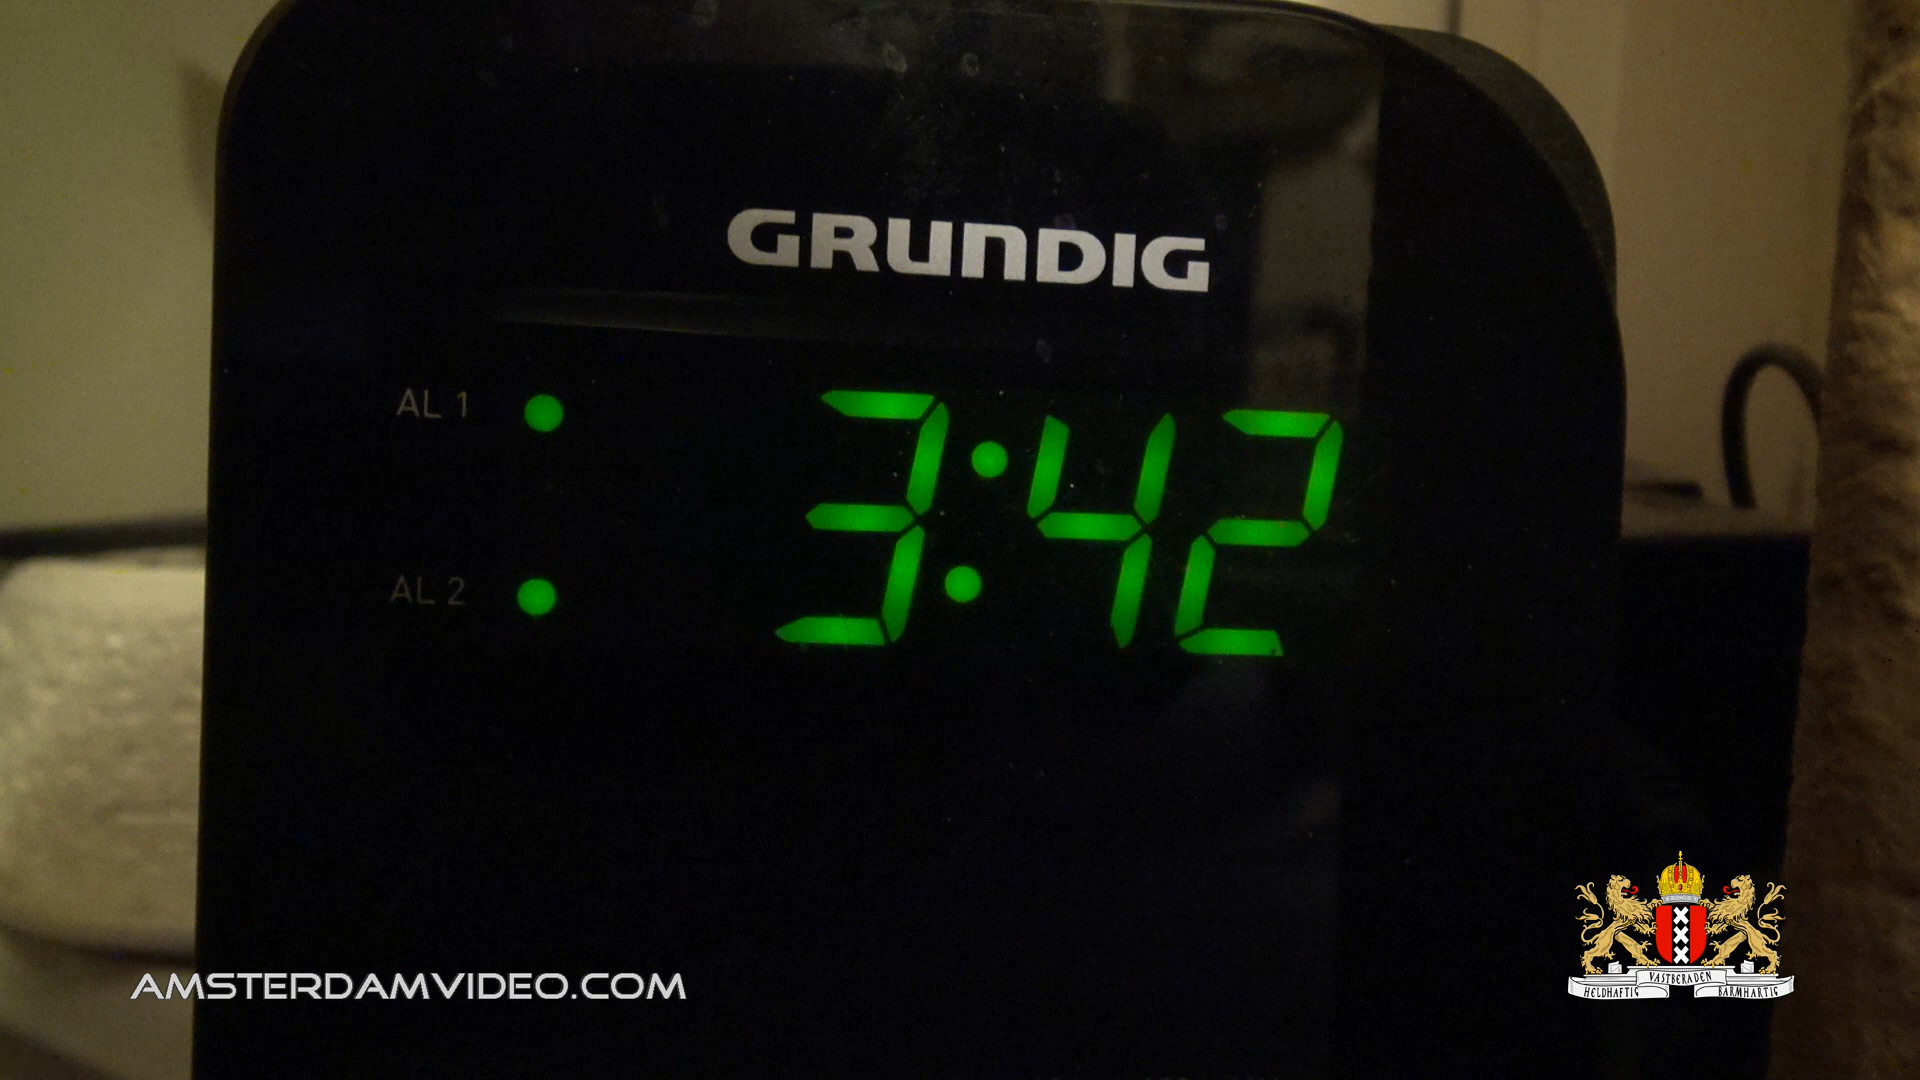 GRUNDIG
AL 1
3:42
AL 2
AMSTERDAMVIDEO.COM
VASTBERADEN
HELDHAFTIG BARMHARTIG